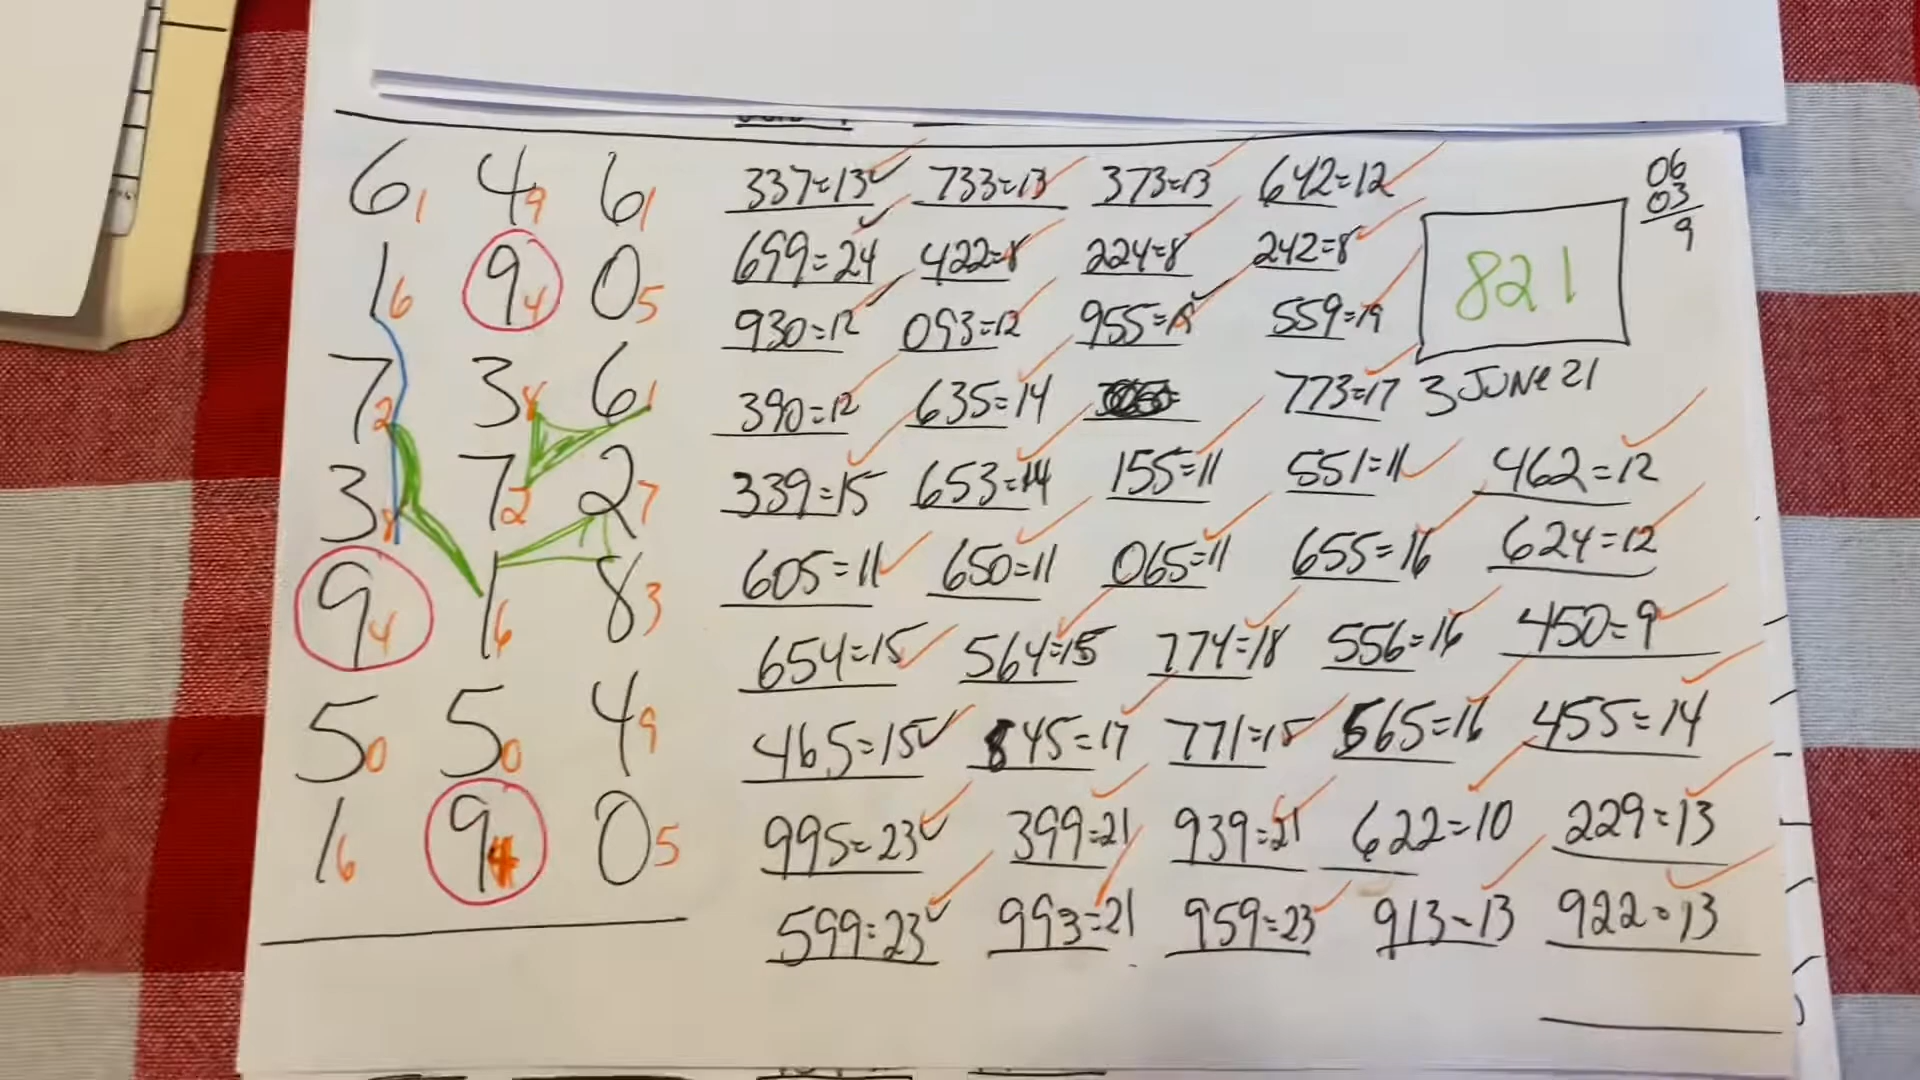 6 1 4 9 6 1
1 6 9 4 0 5
7 2 3 8 6 1
3 8 7 2 2 7
9 4 1 6 8 3
5 0 5 0 4 9
1 6 9 4 0 5
337=13 733=13 373=13 642=12
699=24 422=8 224=8 242=8
930=12 093=12 955=19 559=19
390=12 635=14 773=17
339=15 653=14 155=11 551=11 462=12
605=11 650=11 065=11 655=16 624=12
654=15 564=15 774=18 556=16 450=9
465=15 845=17 771=15 565=16 455=14
995=23 399=21 939=21 622=10 229=13
599=23 993=21 959=23 913=13 922=13
821
3 JUNE 21
06
03
9